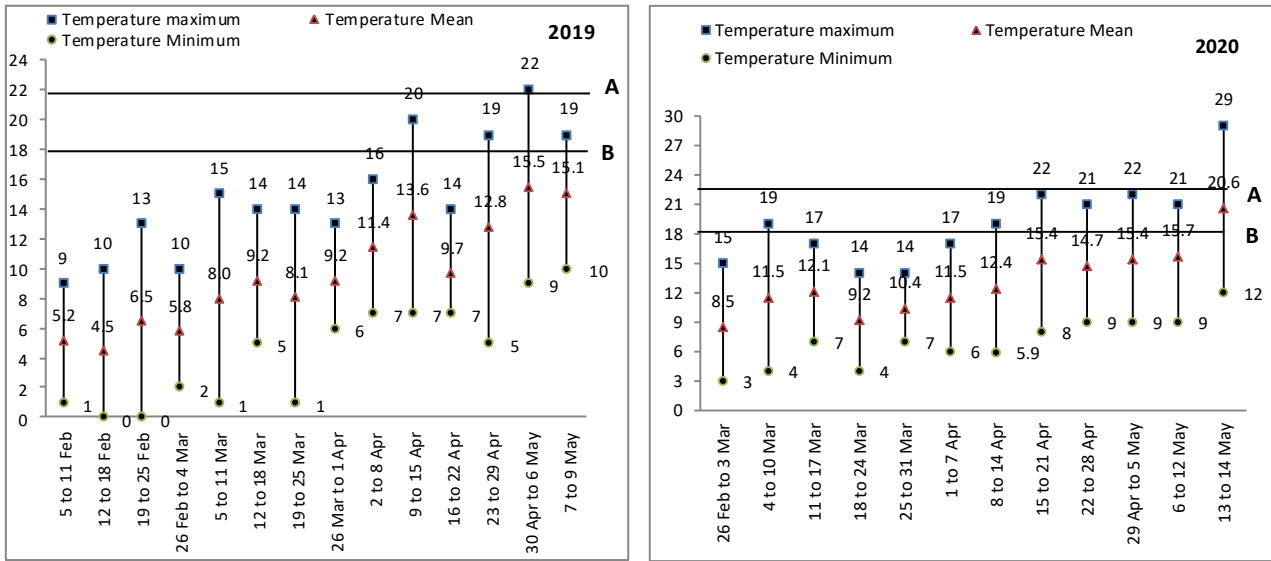 Temperature maximum
Temperature Mean
Temperature Minimum
2019
24
22
20
18
16
14
12
10
8
6
4
2
0
A
B
9
10
13
10
15
14
14
13
16
20
14
19
22
19
5.2
4.5
6.5
5.8
8.0
9.2
8.1
9.2
11.4
13.6
9.7
12.8
15.5
15.1
1
0
0
2
1
5
1
6
7
7
7
5
9
10
5 to 11 Feb
12 to 18 Feb
19 to 25 Feb
26 Feb to 4 Mar
5 to 11 Mar
12 to 18 Mar
19 to 25 Mar
26 Mar to 1 Apr
2 to 8 Apr
9 to 15 Apr
16 to 22 Apr
23 to 29 Apr
30 Apr to 6 May
7 to 9 May
Temperature maximum
Temperature Mean
Temperature Minimum
2020
30
27
24
21
18
15
12
9
6
3
0
A
B
15
19
17
14
14
17
19
22
21
22
21
29
8.5
11.5
12.1
9.2
10.4
11.5
12.4
15.4
14.7
15.4
15.7
20.6
3
4
7
4
7
6
5.9
8
9
9
9
12
26 Feb to 3 Mar
4 to 10 Mar
11 to 17 Mar
18 to 24 Mar
25 to 31 Mar
1 to 7 Apr
8 to 14 Apr
15 to 21 Apr
22 to 28 Apr
29 Apr to 5 May
6 to 12 May
13 to 14 May